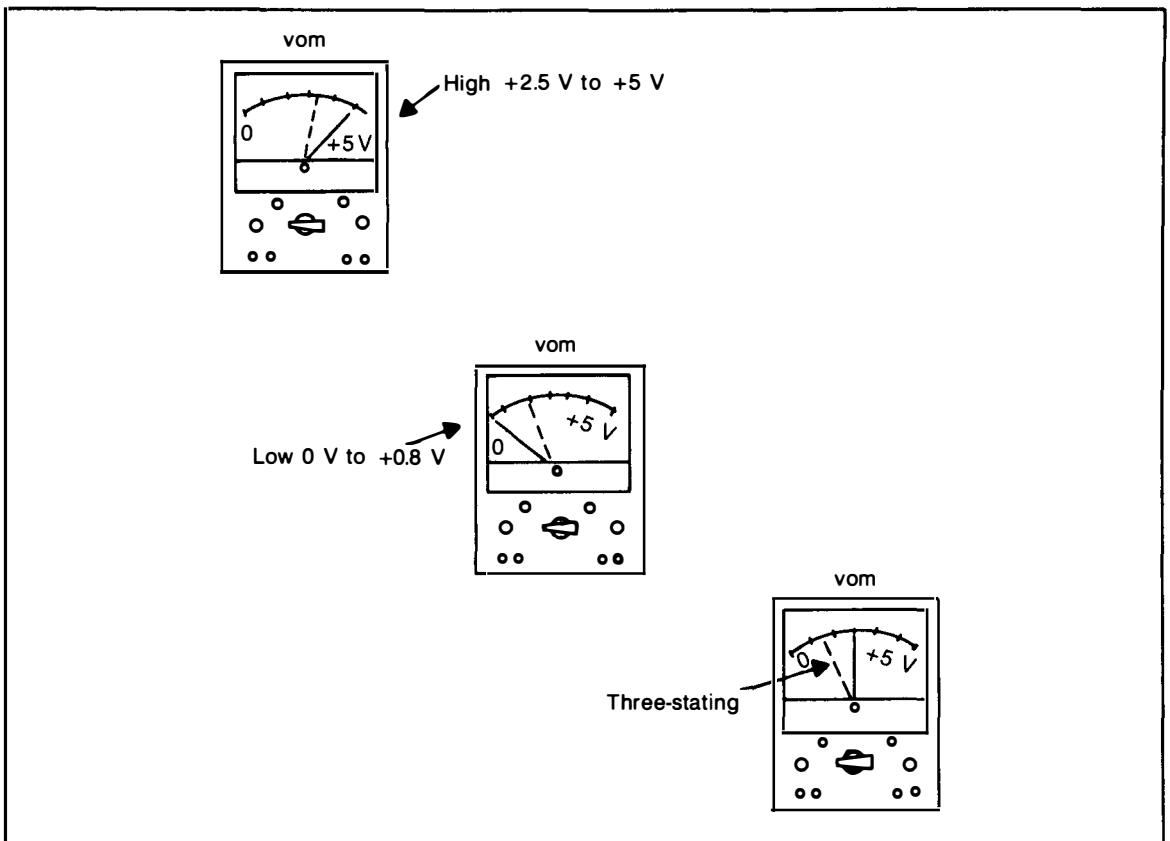 vom
High +2.5 V to +5 V
0
+5 V
vom
+5 V
0
Low 0 V to +0.8 V
vom
0
+5 V
Three-stating